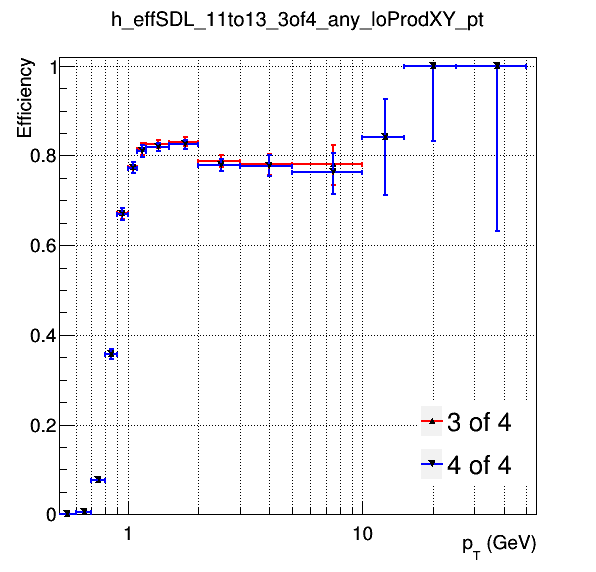 h_effSDL_11to13_3of4_any_loProdXY_pt
Efficiency
1
0.8
0.6
0.4
0.2
0
3 of 4
4 of 4
1
10
p_T (GeV)